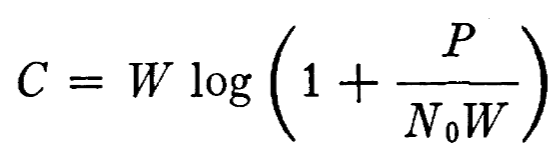 C = W log(1 + P/(N₀W))